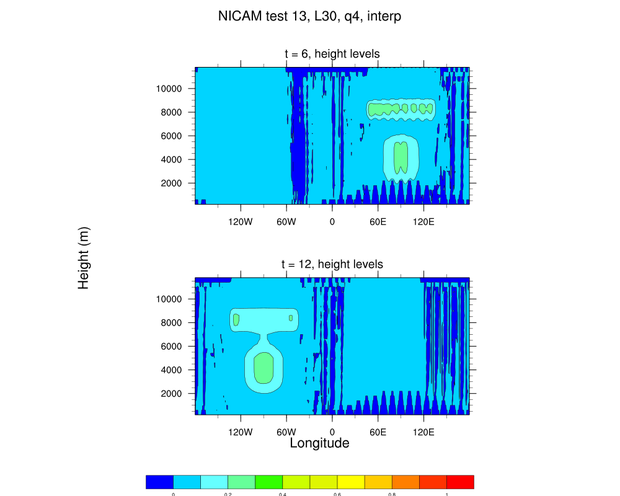 NICAM test 13, L30, q4, interp
t = 6, height levels
10000
8000
6000
4000
2000
120W 60W 0 60E 120E
Height (m)
t = 12, height levels
10000
8000
6000
4000
2000
120W 60W 0 60E 120E
Longitude
0 0.2 0.4 0.6 0.8 1